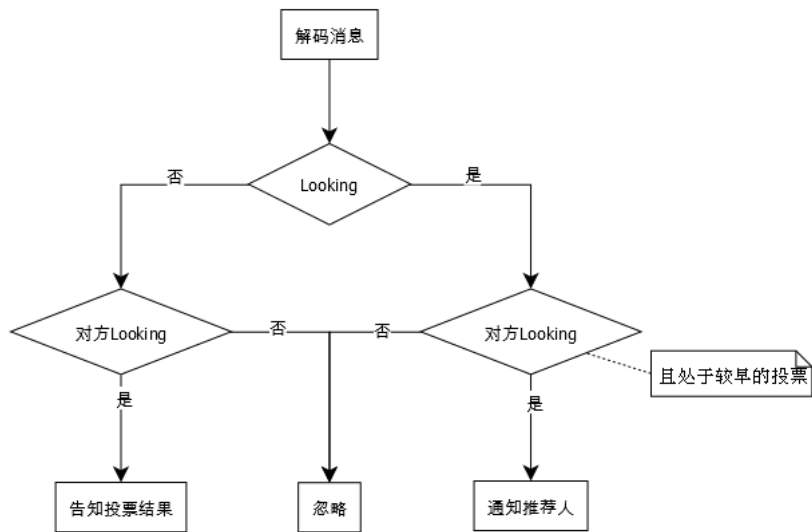 解码消息
Looking
否
是
对方Looking
否
否
对方Looking
且处于较早的投票
是
是
告知投票结果
忽略
通知推荐人